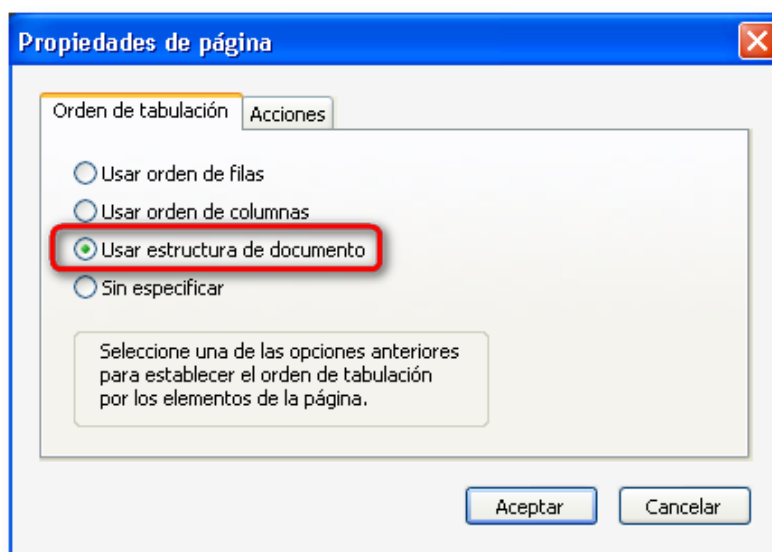 Propiedades de página
Orden de tabulación
Acciones
Usar orden de filas
Usar orden de columnas
Usar estructura de documento
Sin especificar
Seleccione una de las opciones anteriores
para establecer el orden de tabulación
por los elementos de la página.
Aceptar
Cancelar